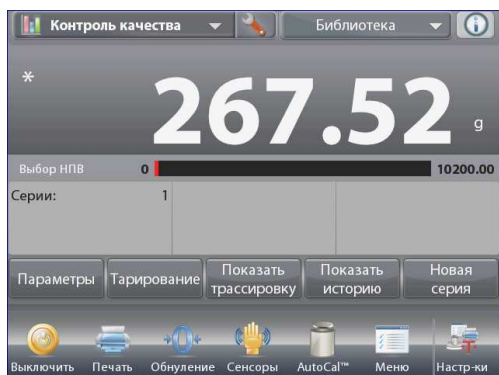 Контроль качества
Библиотека
*
267.52 g
Выбор НПВ 0 10200.00
Серии: 1
Параметры
Тарирование
Показать
трассировку
Показать
историю
Новая
серия
Выключить Печать Обнуление Сенсоры AutoCal™ Меню Настр-ки